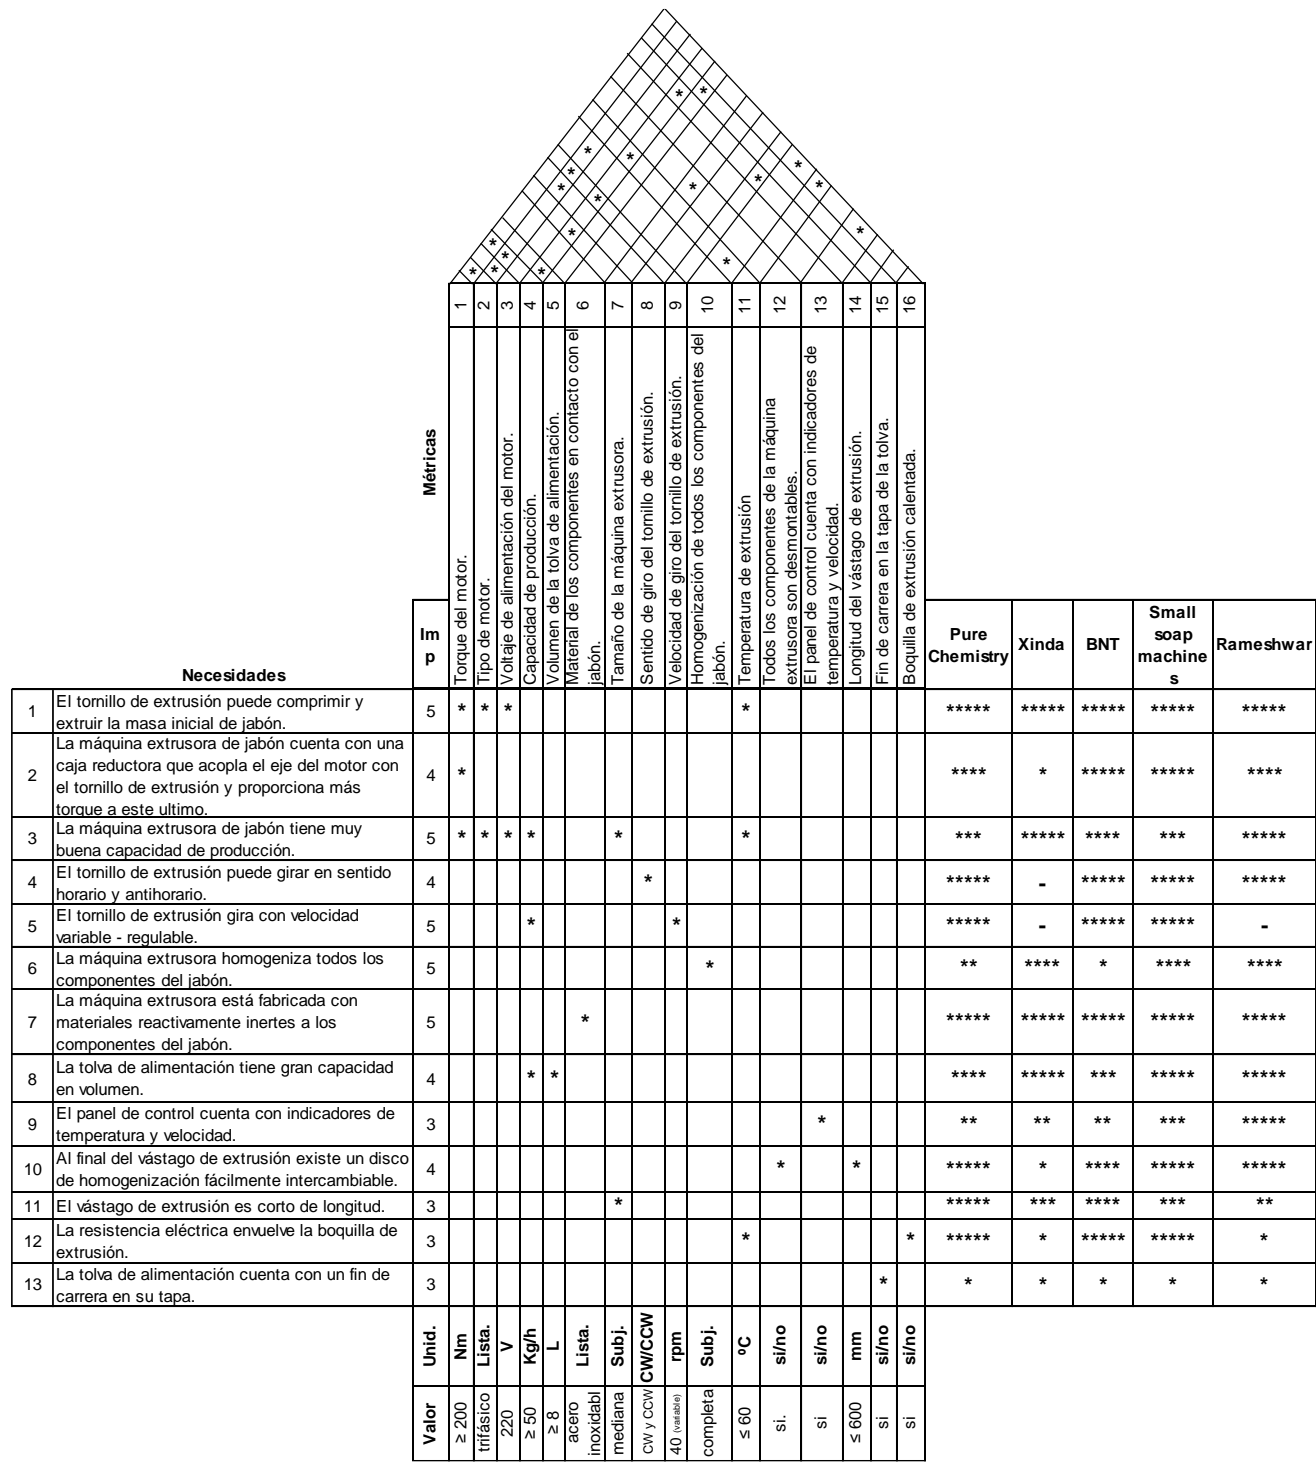 * *
* * *
* * *
* *
* *
*
* *
* *
* * *
1 2 3 4 5 6 7 8 9 10 11 12 13 14 15 16
Métricas
Torque del motor.
Tipo de motor.
Voltaje de alimentación del motor.
Capacidad de producción.
Volumen de la tolva de alimentación.
Material de los componentes en contacto con el
jabón.
Tamaño de la máquina extrusora.
Sentido de giro del tornillo de extrusión.
Velocidad de giro del tornillo de extrusión.
Homogenización de todos los componentes del
jabón.
Temperatura de extrusión
Todos los componentes de la máquina
extrusora son desmontables.
El panel de control cuenta con indicadores de
temperatura y velocidad.
Longitud del vástago de extrusión.
Fin de carrera en la tapa de la tolva.
Boquilla de extrusión calentada.
Necesidades
Im
p
Pure
Chemistry
Xinda
BNT
Small
soap
machine
s
Rameshwar
1 El tornillo de extrusión puede comprimir y
extruir la masa inicial de jabón.
5 * * * * ***** ***** ***** ***** *****
2 La máquina extrusora de jabón cuenta con una
caja reductora que acopla el eje del motor con
el tornillo de extrusión y proporciona más
torque a este ultimo.
4 * **** * ***** ***** ****
3 La máquina extrusora de jabón tiene muy
buena capacidad de producción.
5 * * * * * * *** ***** **** *** *****
4 El tornillo de extrusión puede girar en sentido
horario y antihorario.
4 * ***** - ***** ***** *****
5 El tornillo de extrusión gira con velocidad
variable - regulable.
5 * * ***** - ***** ***** -
6 La máquina extrusora homogeniza todos los
componentes del jabón.
5 * ** **** * **** ****
7 La máquina extrusora está fabricada con
materiales reactivamente inertes a los
componentes del jabón.
5 * ***** ***** ***** ***** *****
8 La tolva de alimentación tiene gran capacidad
en volumen.
4 * * **** ***** *** ***** *****
9 El panel de control cuenta con indicadores de
temperatura y velocidad.
3 * ** ** ** *** *****
10 Al final del vástago de extrusión existe un disco
de homogenización fácilmente intercambiable.
4 * * ***** * **** ***** *****
11 El vástago de extrusión es corto de longitud. 3 * ***** *** **** *** **
12 La resistencia eléctrica envuelve la boquilla de
extrusión.
3 * * ***** * ***** ***** *
13 La tolva de alimentación cuenta con un fin de
carrera en su tapa.
3 * * * * * *
Unid. Nm Lista. V Kg/h L Lista. Subj. CW/CCW rpm Subj. ºC si/no si/no mm si/no si/no
Valor
≥ 200
trifásico
220
≥ 50
≥ 8
acero
inoxidabl
mediana
CW y CCW
40 (variable)
completa
≤ 60
si.
si
≤ 600
si
si